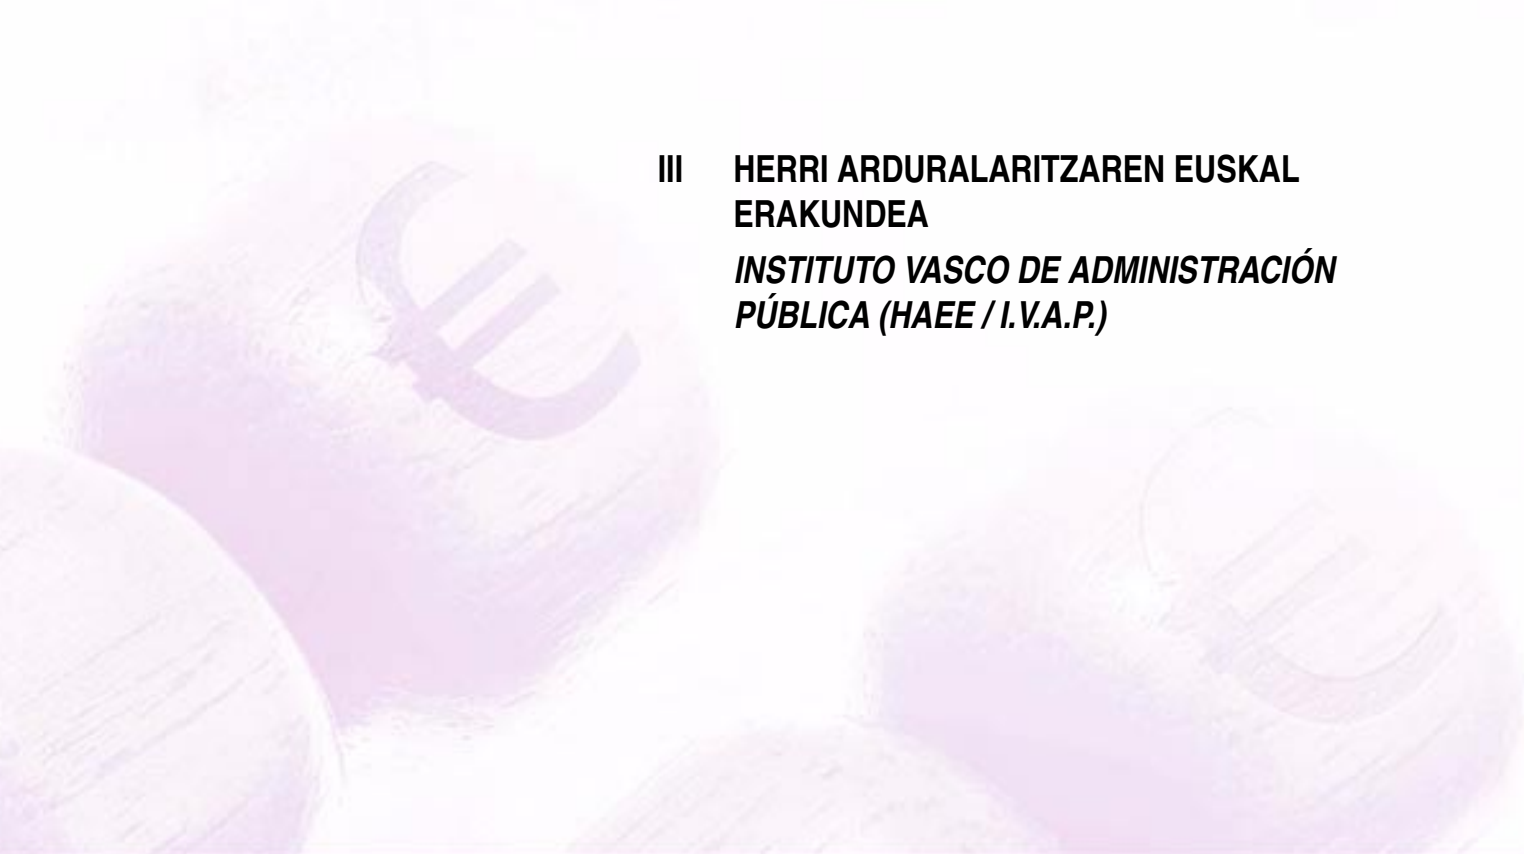 III HERRI ARDURALARITZAREN EUSKAL
ERAKUNDEA
INSTITUTO VASCO DE ADMINISTRACIÓN
PÚBLICA (HAEE / I.V.A.P.)